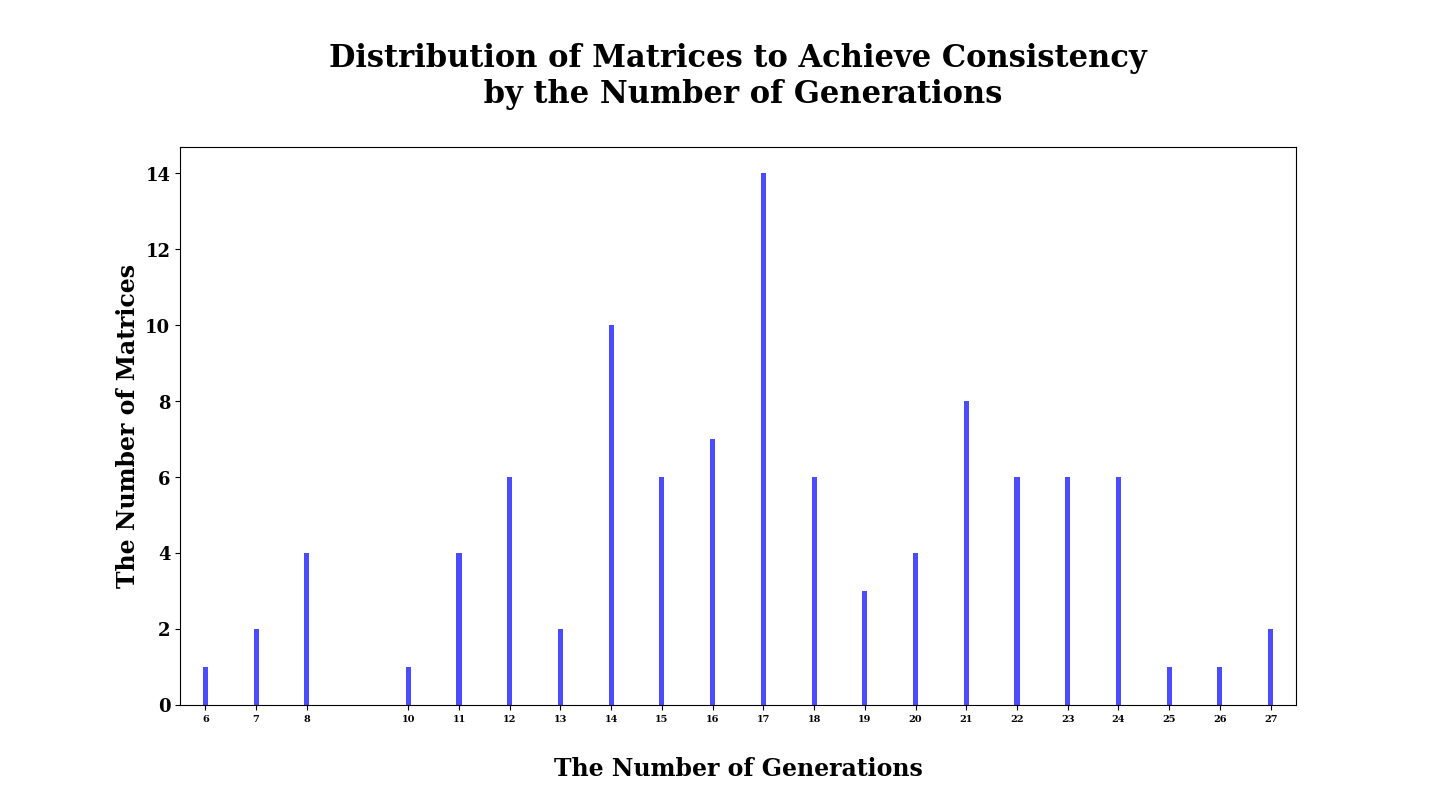 Distribution of Matrices to Achieve Consistency
by the Number of Generations
The Number of Matrices
14
12
10
8
6
4
2
0
6 7 8 10 11 12 13 14 15 16 17 18 19 20 21 22 23 24 25 26 27
The Number of Generations